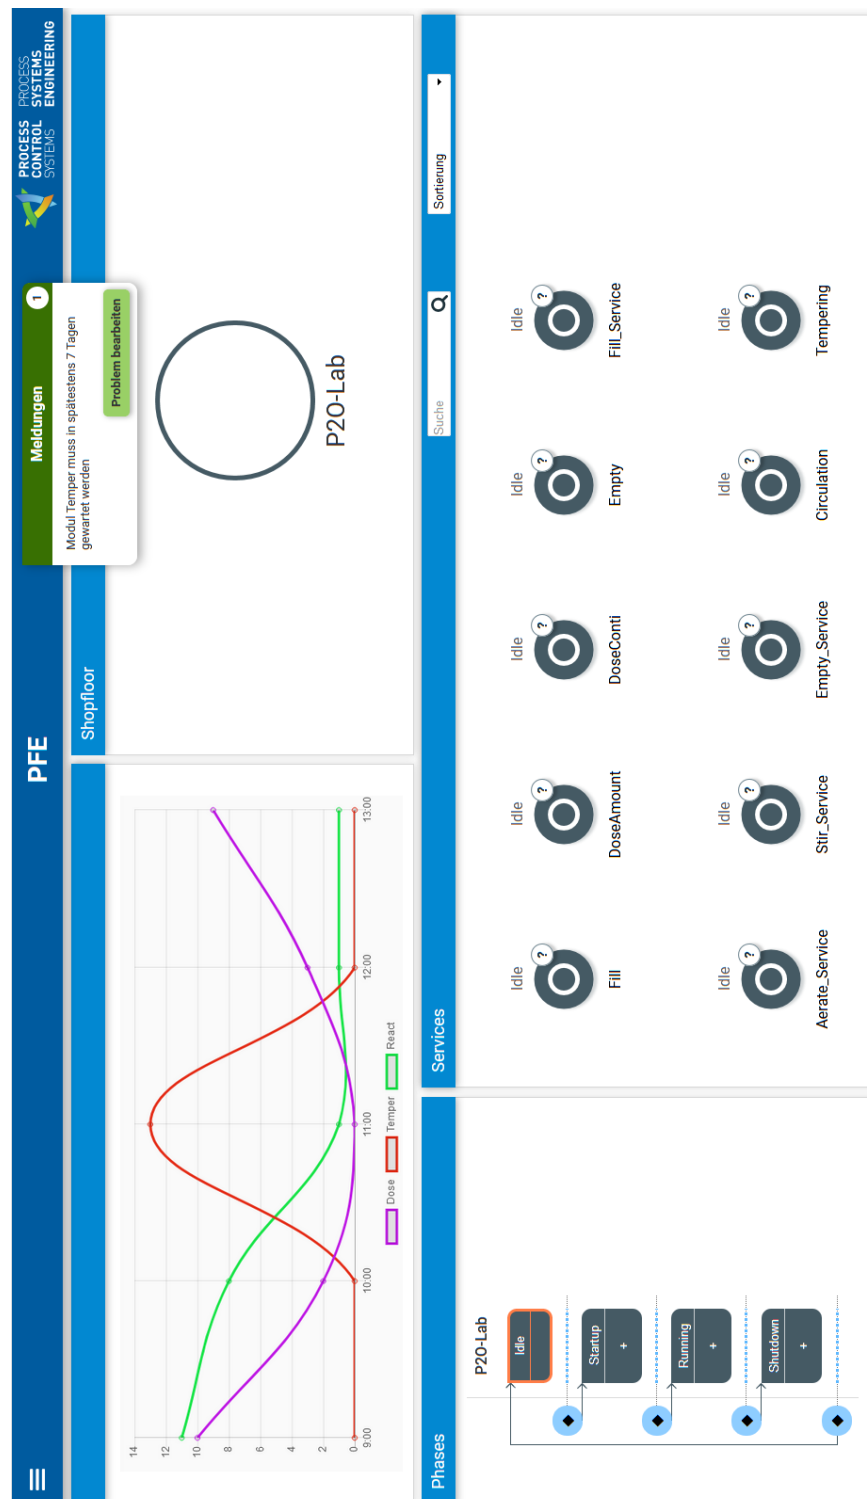 PFE
PROCESS
CONTROL
SYSTEMS
PROCESS
SYSTEMS
ENGINEERING
Meldungen
1
Modul Temper muss in spätestens 7 Tagen
gewartet werden
Problem bearbeiten
14
12
10
8
6
4
2
0
9:00
10:00
11:00
12:00
13:00
Dose
Temper
React
Shopfloor
P2O-Lab
Phases
P2O-Lab
Idle
Startup
+
Running
+
Shutdown
+
Services
Suche
Sortierung
Idle
Idle
Idle
Idle
Idle
?
?
?
?
?
Fill
DoseAmount
DoseConti
Empty
Fill_Service
Idle
Idle
Idle
Idle
Idle
?
?
?
?
?
Aerate_Service
Stir_Service
Empty_Service
Circulation
Tempering